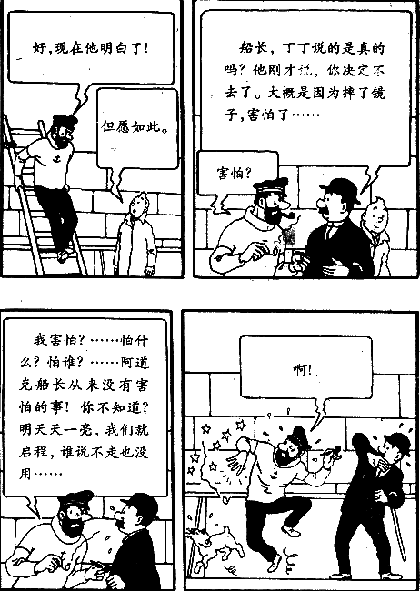 好,现在他明白了!
但愿如此。
船长,丁丁说的是真的
吗?他刚才说,你决定不
去了。大概是因为摔了镜
子,害怕了……
害怕?
我害怕?……怕什
么?怕谁?……阿道
克船长从来没有害
怕的事!你不知道?
明天天一亮,我们就
启程,谁说不走也没
用……
啊!